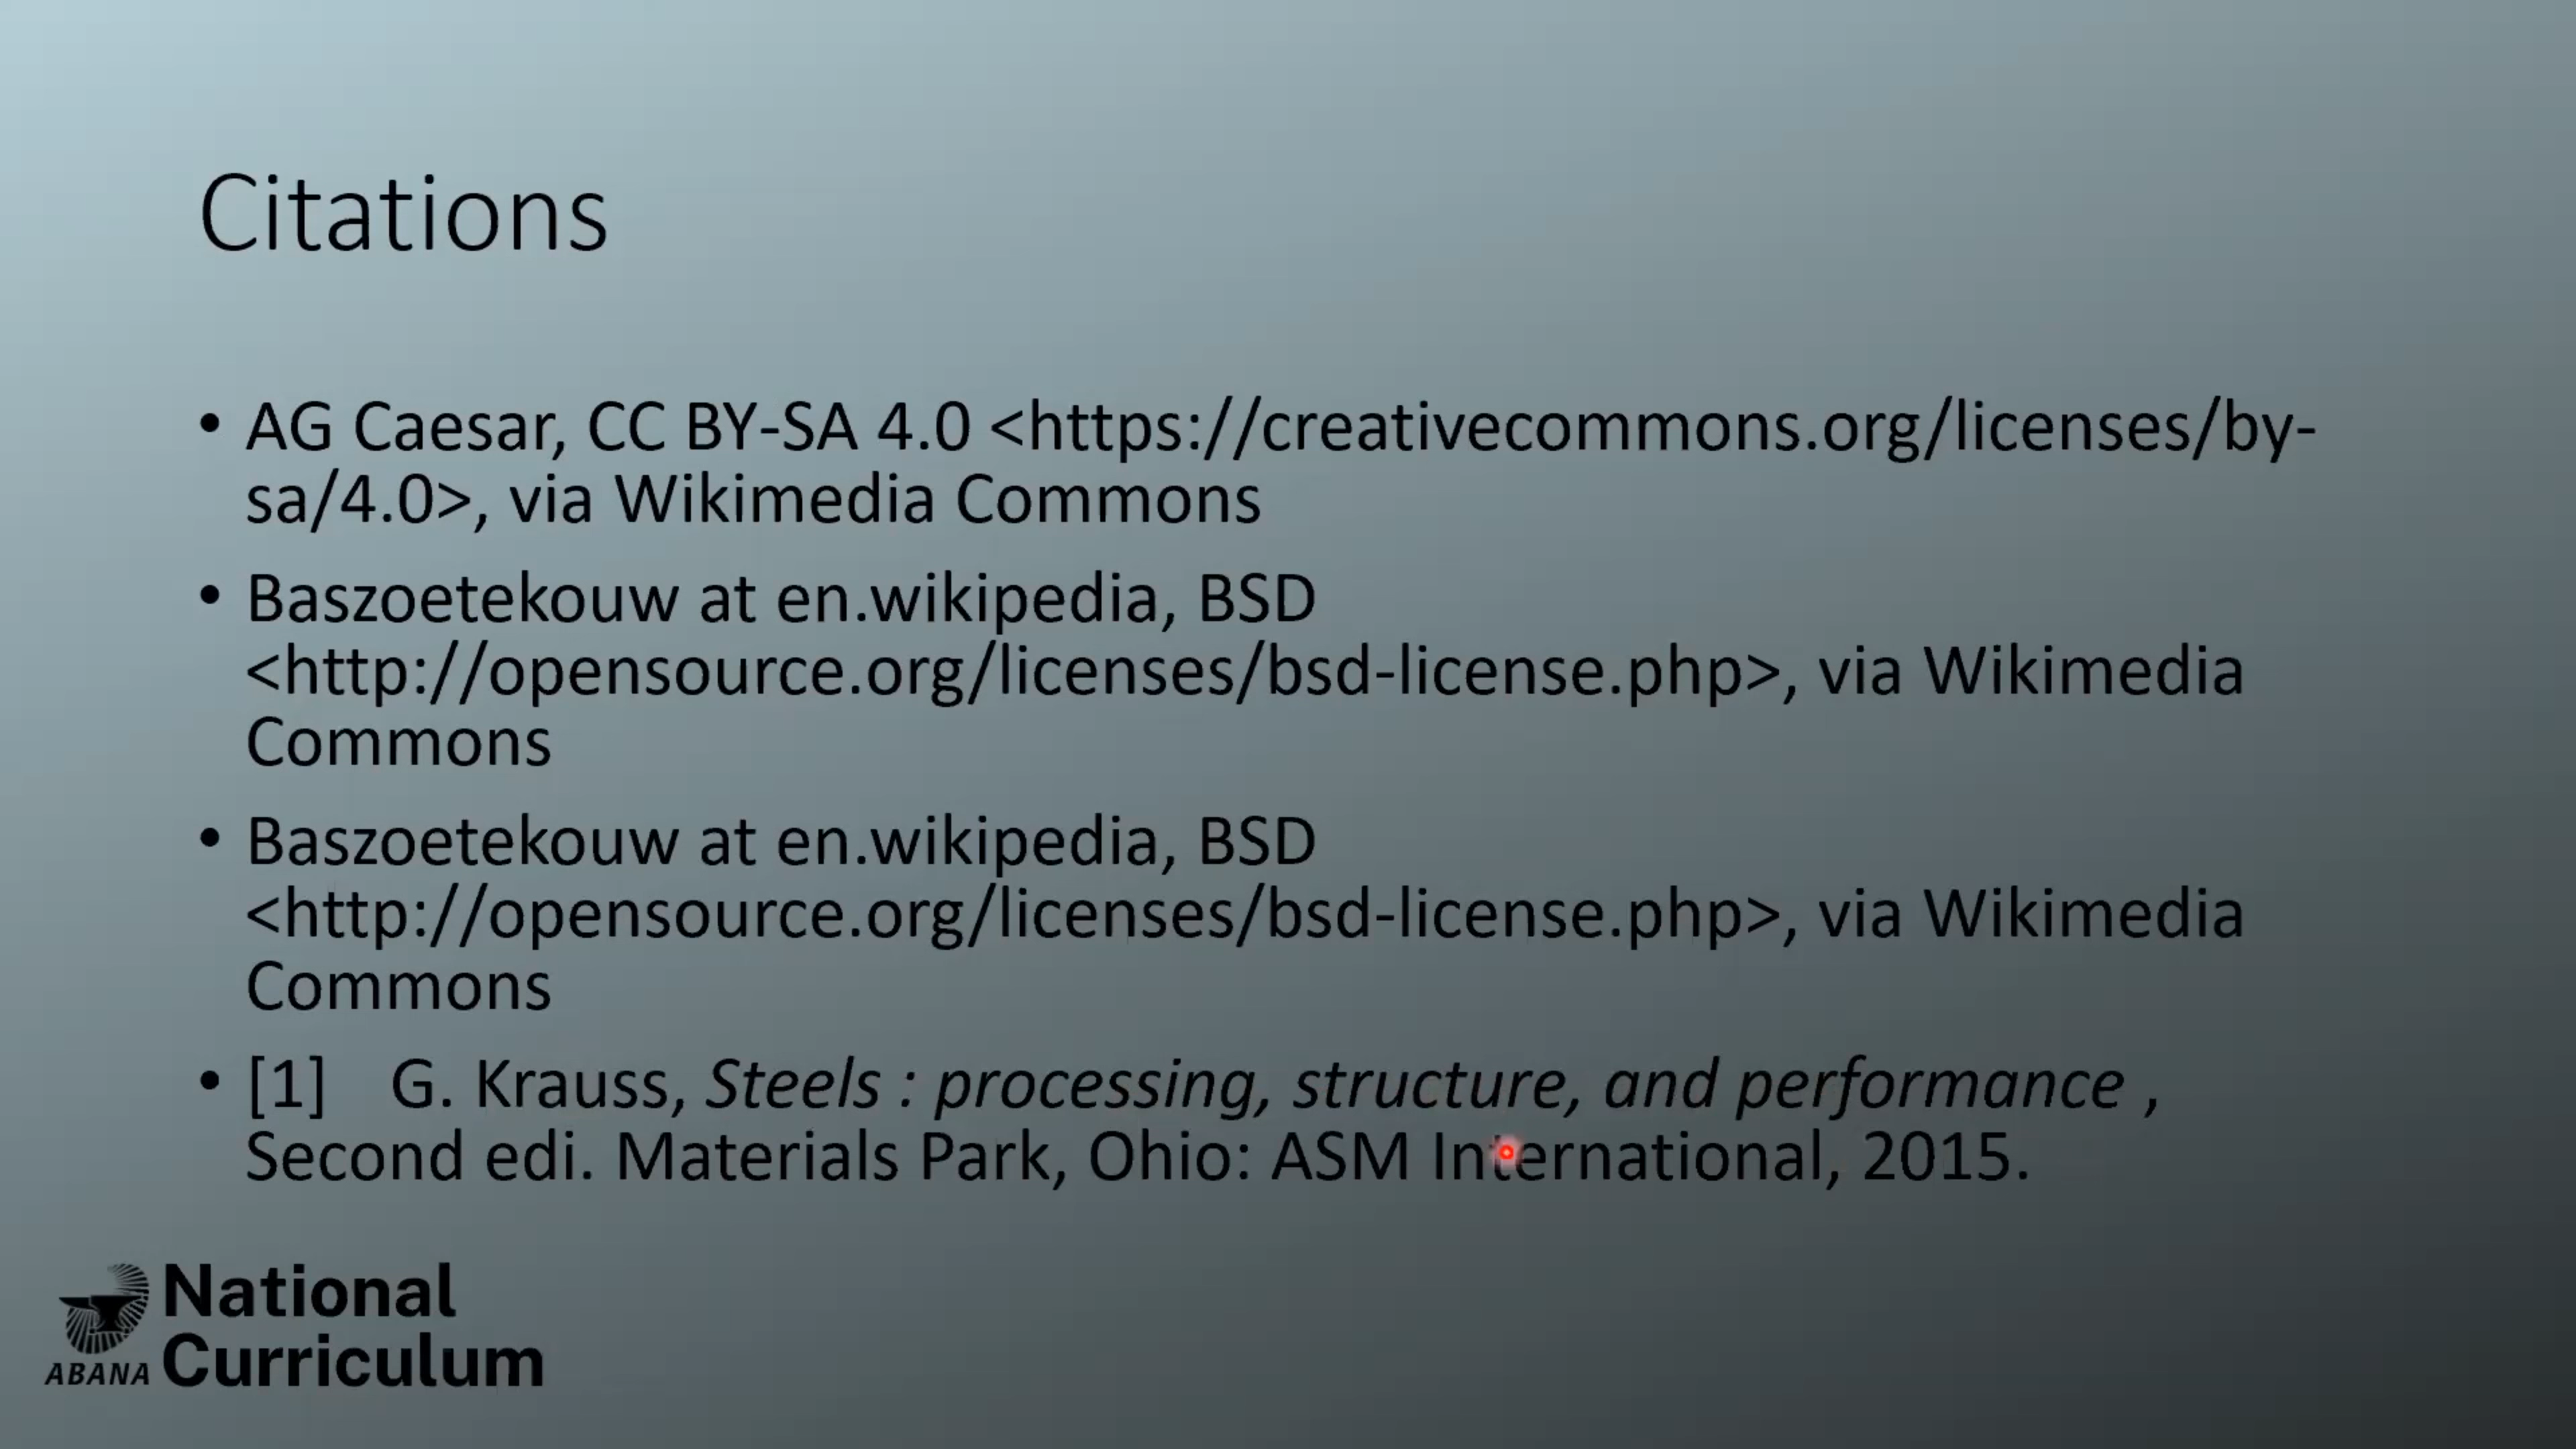 Citations
• AG Caesar, CC BY-SA 4.0 <https://creativecommons.org/licenses/by-
sa/4.0>, via Wikimedia Commons
• Baszoetekouw at en.wikipedia, BSD
<http://opensource.org/licenses/bsd-license.php>, via Wikimedia
Commons
• Baszoetekouw at en.wikipedia, BSD
<http://opensource.org/licenses/bsd-license.php>, via Wikimedia
Commons
• [1] G. Krauss, Steels : processing, structure, and performance ,
Second edi. Materials Park, Ohio: ASM International, 2015.
National
Curriculum
ABANA